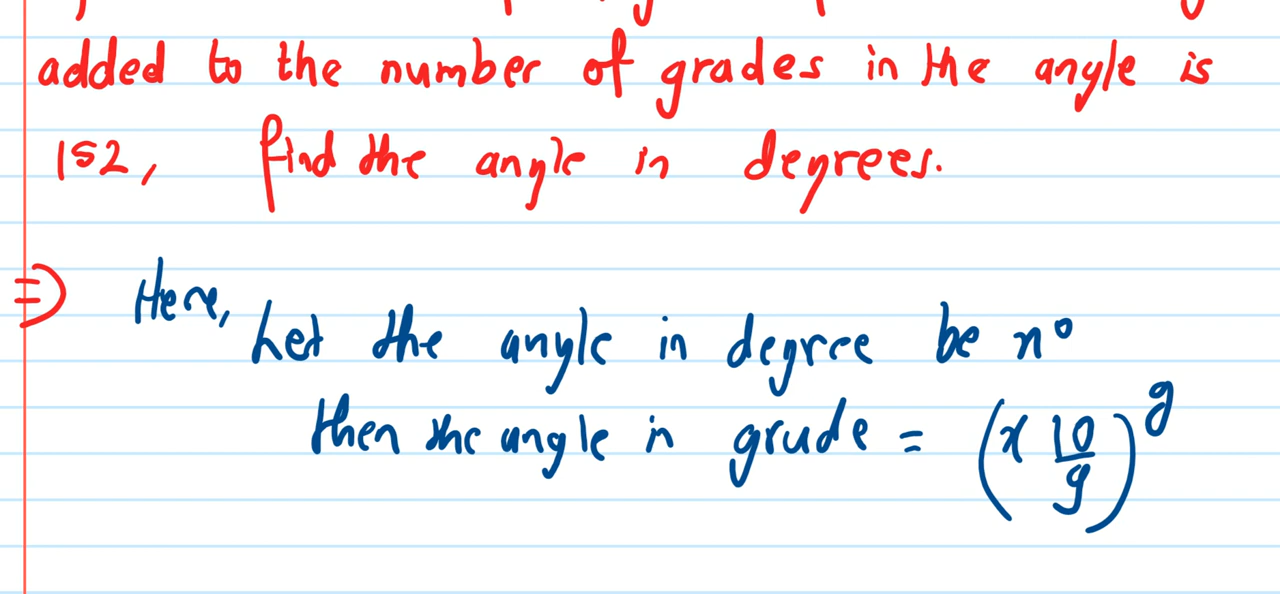 added to the number of grades in the angle is
152, find the angle in degrees.
⇒ Here,
Let the angle in degree be x°
then the angle in grade = (x 10/9)^g